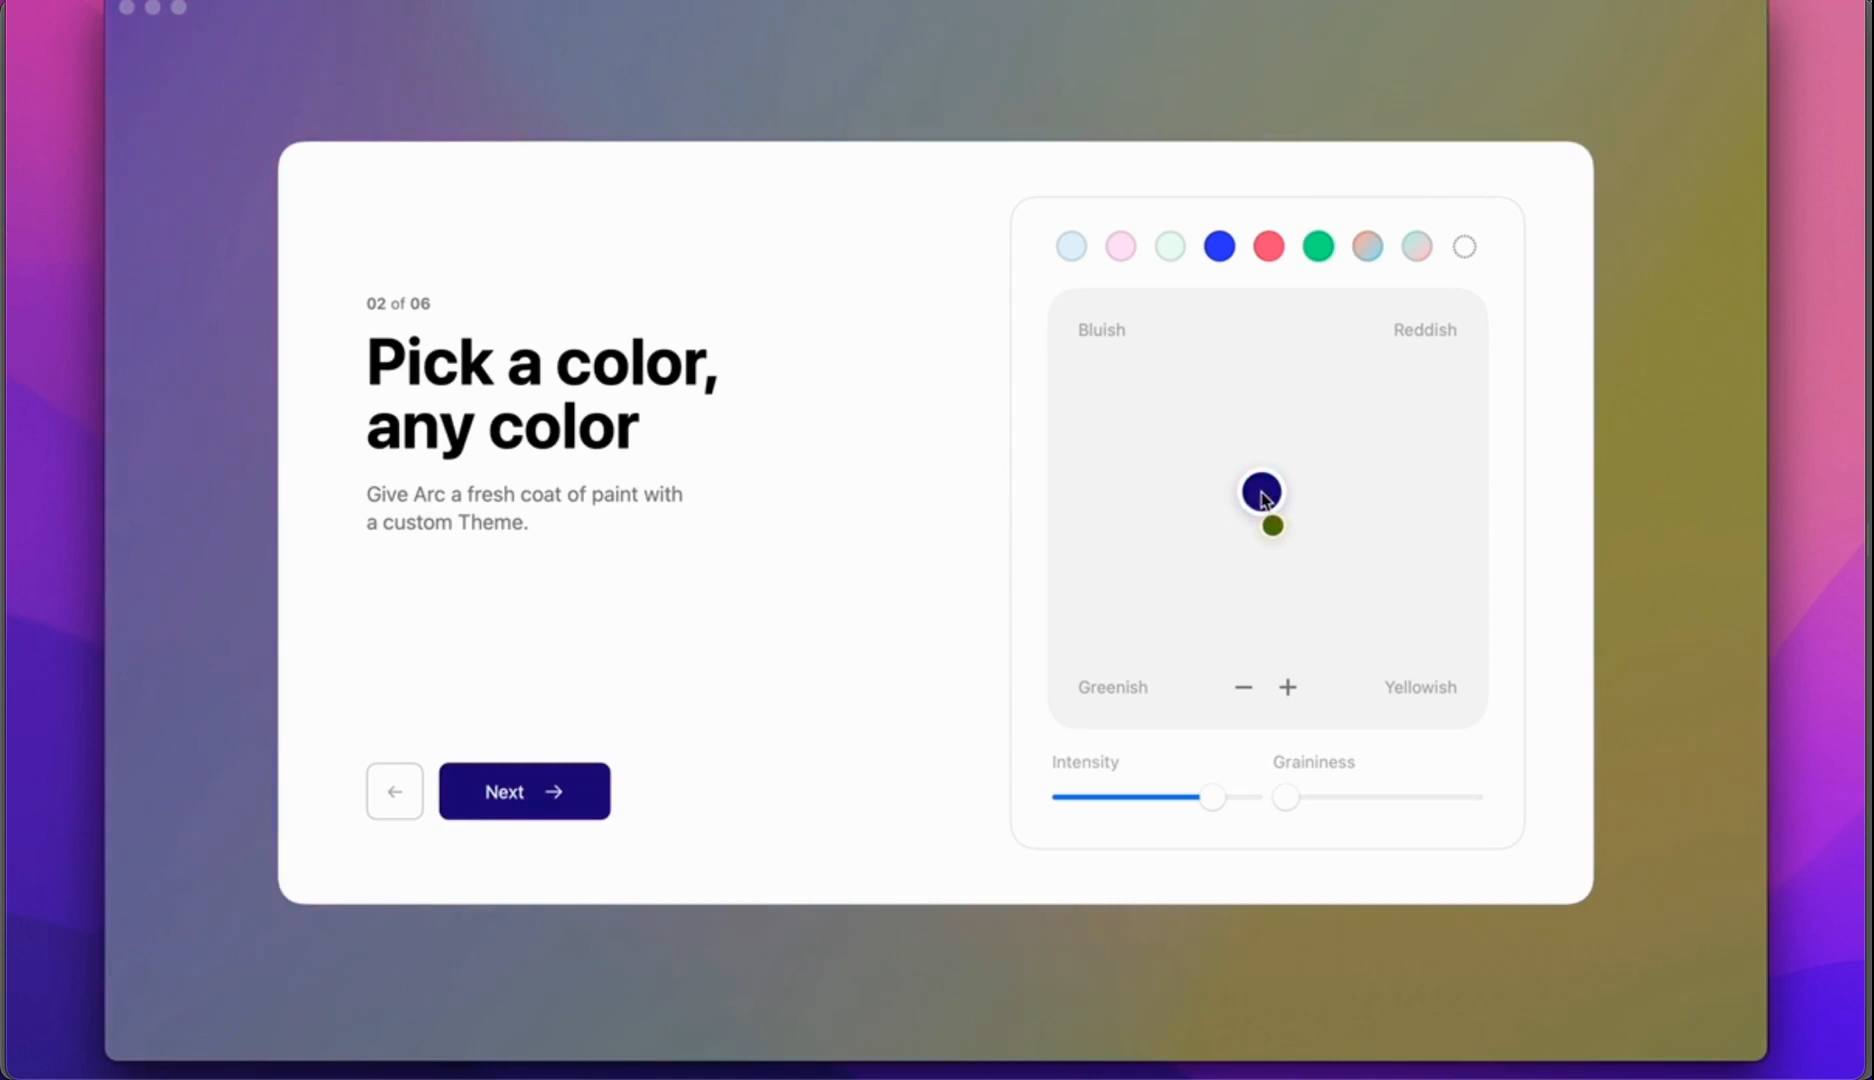 02 of 06
Pick a color,
any color
Give Arc a fresh coat of paint with
a custom Theme.
Next
Bluish
Reddish
Greenish
Yellowish
Intensity
Graininess